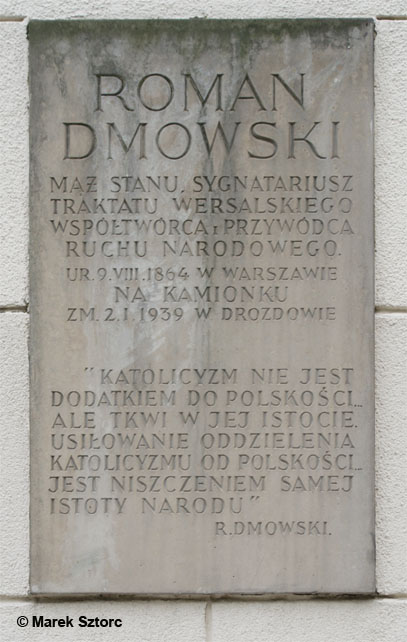 ROMAN
DMOWSKI
MĄŻ STANU, SYGNATARIUSZ
TRAKTATU WERSALSKIEGO
WSPÓŁTWÓRCA I PRZYWÓDCA
RUCHU NARODOWEGO.
UR. 9. VIII. 1864 W WARSZAWIE
NA KAMIONKU
ZM. 2. I. 1939 W DROZDOWIE
"KATOLICYZM NIE JEST
DODATKIEM DO POLSKOŚCI...
ALE TKWI W JEJ ISTOCIE.
USIŁOWANIE ODDZIELENIA
KATOLICYZMU OD POLSKOŚCI...
JEST NISZCZENIEM SAMEJ
ISTOTY NARODU"
R. DMOWSKI.
© Marek Sztorc